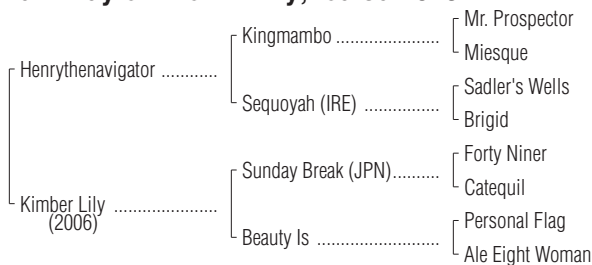 Mr. Prospector
Kingmambo ....................
Miesque
Henrythenavigator ...........
Sadler's Wells
Sequoyah (IRE) ................
Brigid
Forty Niner
Sunday Break (JPN)..........
Catequil
Kimber Lily .....................
(2006)
Personal Flag
Beauty Is .........................
Ale Eight Woman